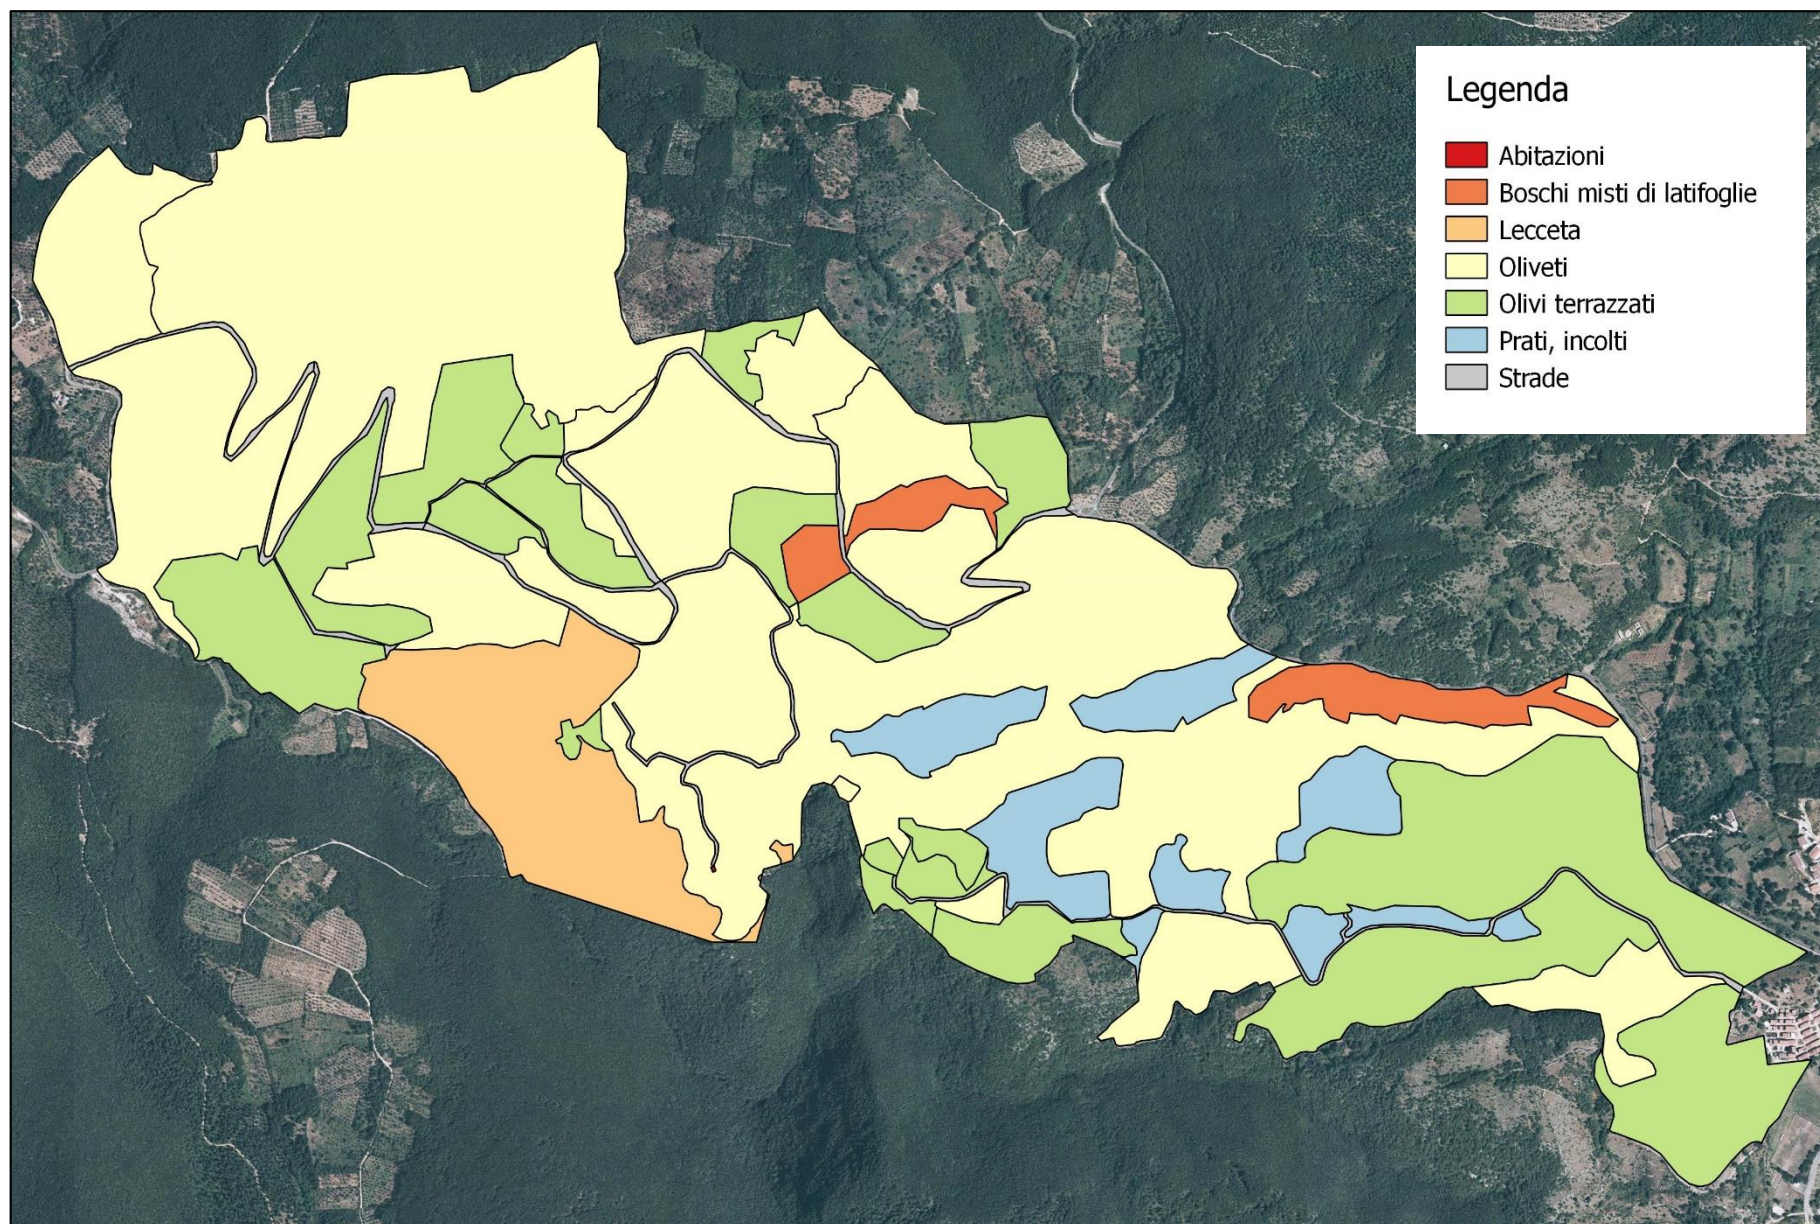 Legenda
Abitazioni
Boschi misti di latifoglie
Lecceta
Oliveti
Olivi terrazzati
Prati, incolti
Strade